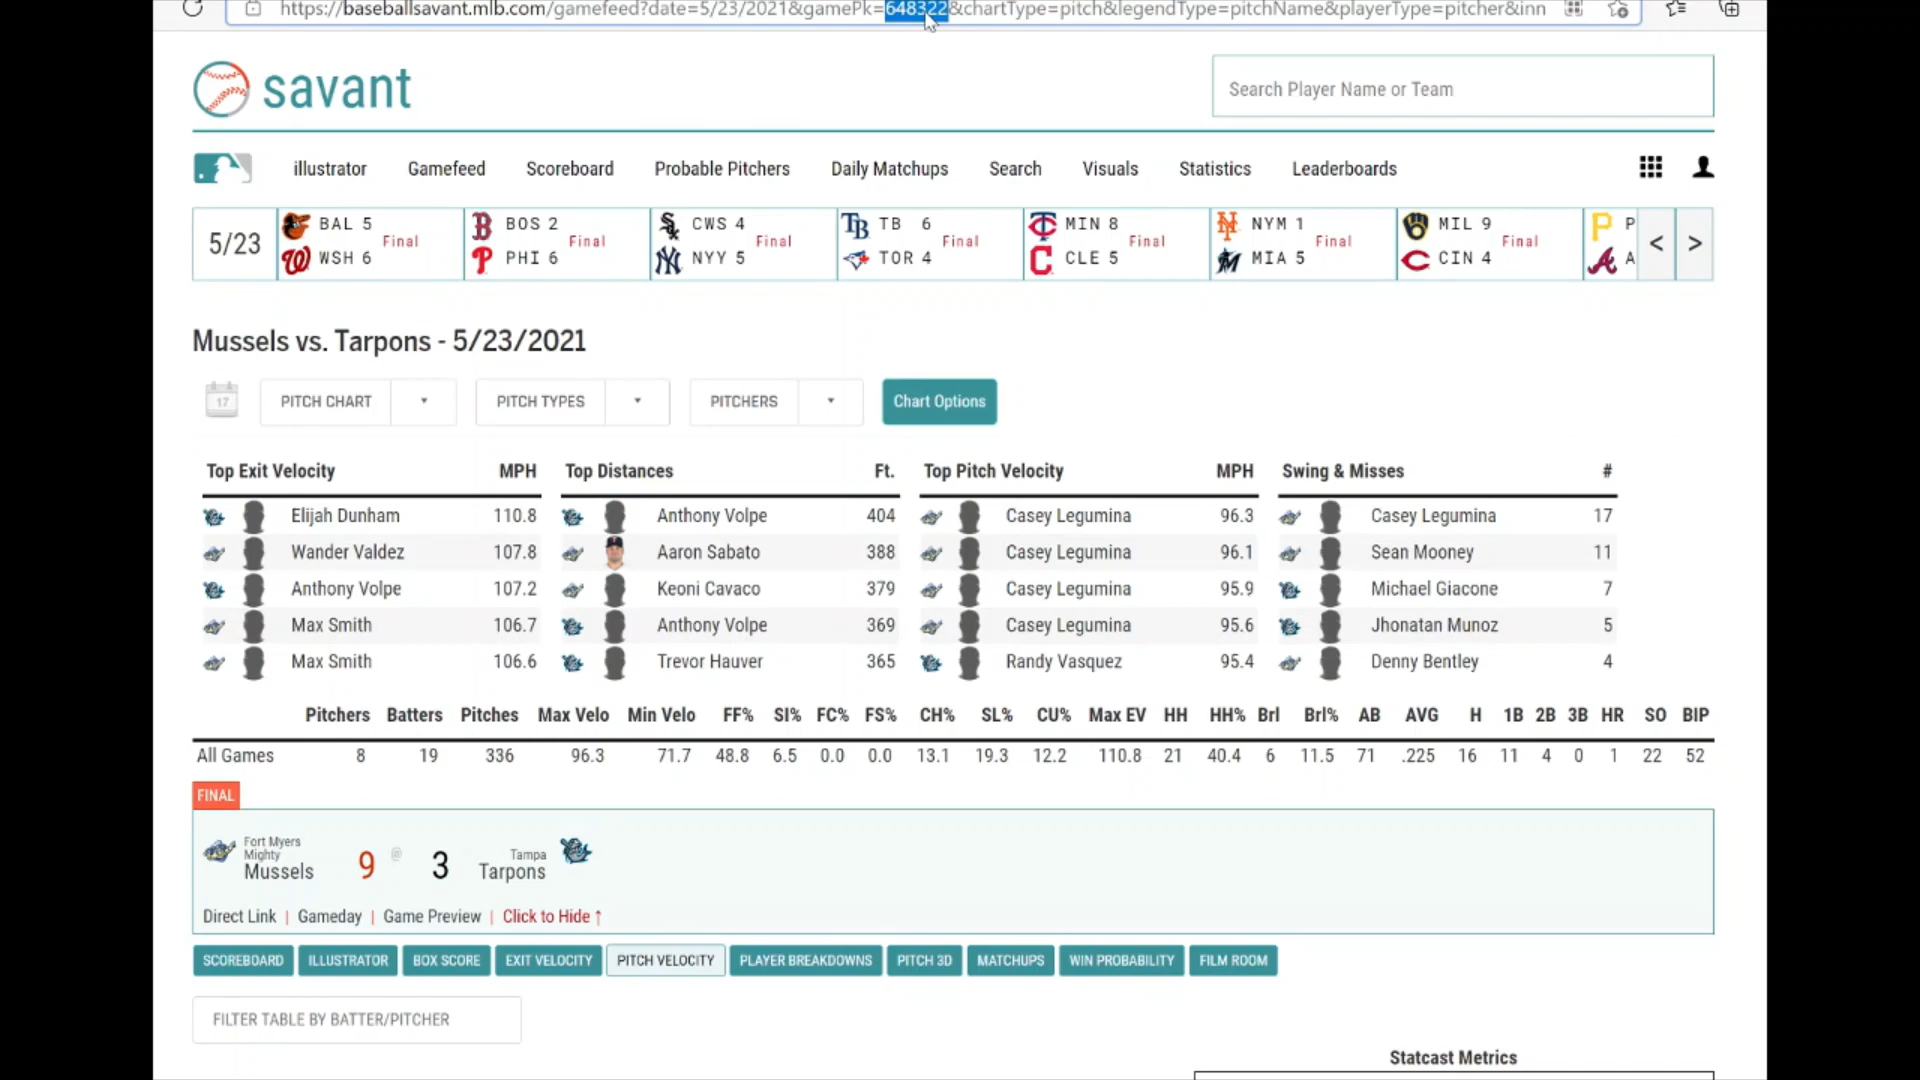 https://baseballsavant.mlb.com/gamefeed?date=5/23/2021&gamePk=648322&chartType=pitch&legendType=pitchName&playerType=pitcher&inn
savant
Search Player Name or Team
illustrator Gamefeed Scoreboard Probable Pitchers Daily Matchups Search Visuals Statistics Leaderboards
5/23
BAL 5 Final WSH 6
BOS 2 Final PHI 6
CWS 4 Final NYY 5
TB 6 Final TOR 4
MIN 8 Final CLE 5
NYM 1 Final MIA 5
MIL 9 Final CIN 4
P
A
< >
Mussels vs. Tarpons - 5/23/2021
17 PITCH CHART PITCH TYPES PITCHERS Chart Options
Top Exit Velocity MPH Top Distances Ft. Top Pitch Velocity MPH Swing & Misses #
Elijah Dunham 110.8 Anthony Volpe 404 Casey Legumina 96.3 Casey Legumina 17
Wander Valdez 107.8 Aaron Sabato 388 Casey Legumina 96.1 Sean Mooney 11
Anthony Volpe 107.2 Keoni Cavaco 379 Casey Legumina 95.9 Michael Giacone 7
Max Smith 106.7 Anthony Volpe 369 Casey Legumina 95.6 Jhonatan Munoz 5
Max Smith 106.6 Trevor Hauver 365 Randy Vasquez 95.4 Denny Bentley 4
Pitchers Batters Pitches Max Velo Min Velo FF% SI% FC% FS% CH% SL% CU% Max EV HH HH% Brl Brl% AB AVG H 1B 2B 3B HR SO BIP
All Games 8 19 336 96.3 71.7 48.8 6.5 0.0 0.0 13.1 19.3 12.2 110.8 21 40.4 6 11.5 71 .225 16 11 4 0 1 22 52
FINAL
Fort Myers
Mighty
Mussels 9 @ 3 Tampa
Tarpons
Direct Link | Gameday | Game Preview | Click to Hide ↑
SCOREBOARD ILLUSTRATOR BOX SCORE EXIT VELOCITY PITCH VELOCITY PLAYER BREAKDOWNS PITCH 3D MATCHUPS WIN PROBABILITY FILM ROOM
FILTER TABLE BY BATTER/PITCHER
Statcast Metrics